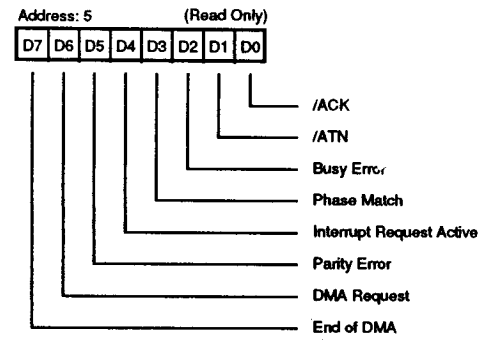 Address: 5 (Read Only)
D7 D6 D5 D4 D3 D2 D1 D0
/ACK
/ATN
Busy Error
Phase Match
Interrupt Request Active
Parity Error
DMA Request
End of DMA